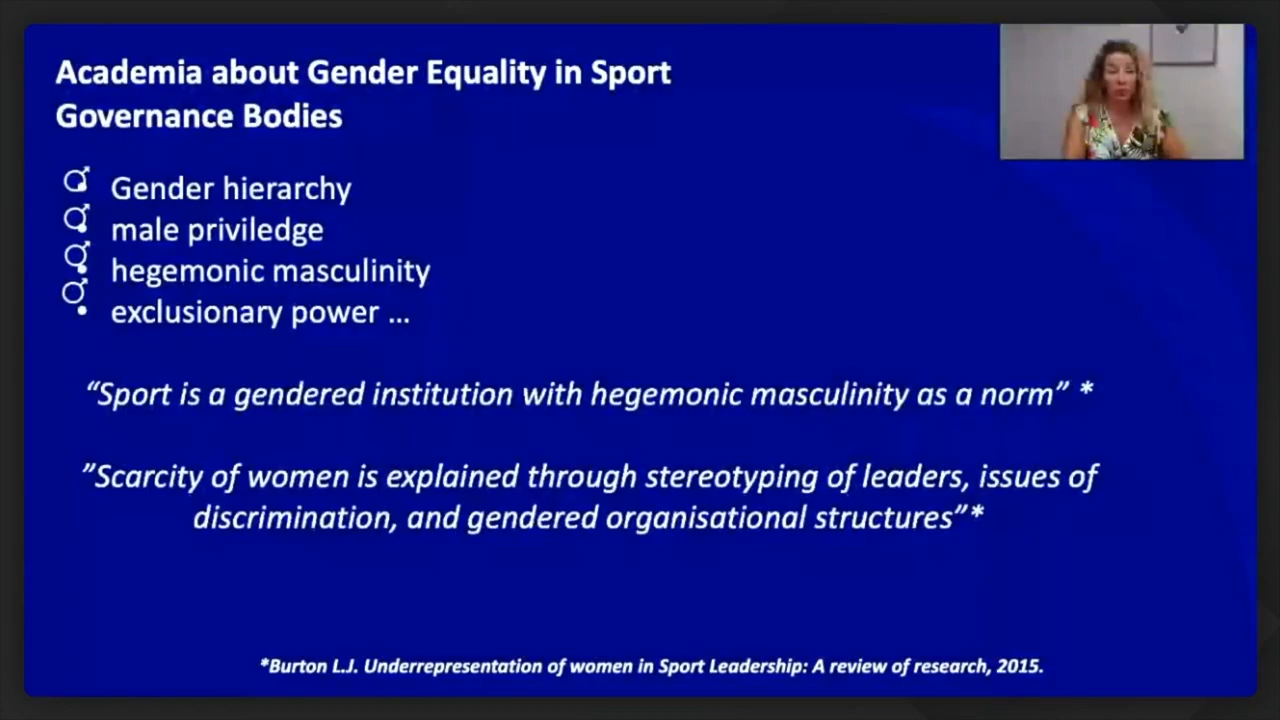 Academia about Gender Equality in Sport
Governance Bodies
Gender hierarchy
male priviledge
hegemonic masculinity
exclusionary power ...
“Sport is a gendered institution with hegemonic masculinity as a norm” *
”Scarcity of women is explained through stereotyping of leaders, issues of
discrimination, and gendered organisational structures”*
*Burton L.J. Underrepresentation of women in Sport Leadership: A review of research, 2015.